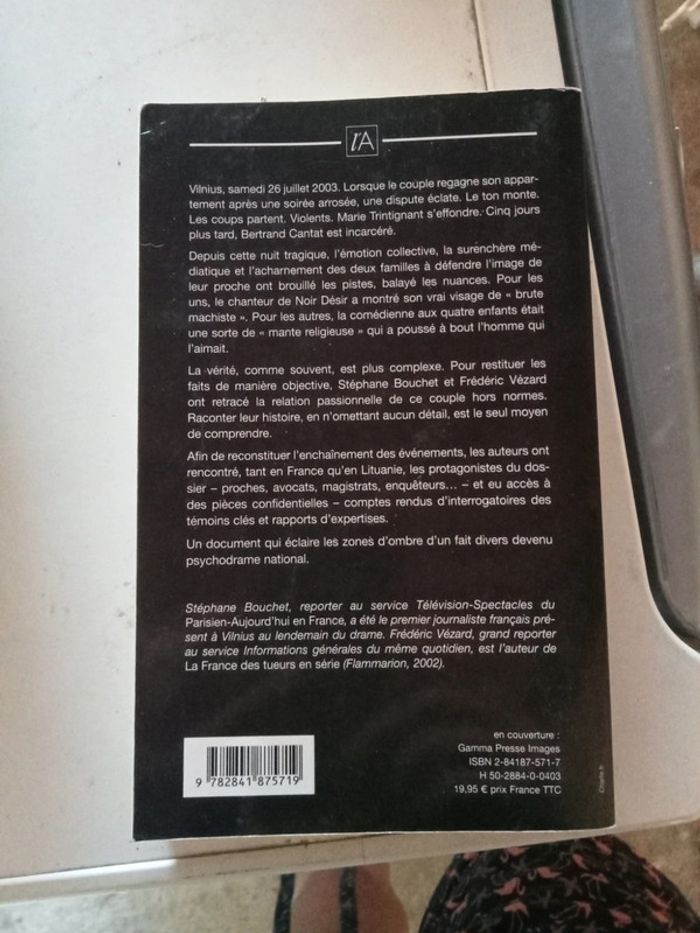 l'A
Vilnius, samedi 26 juillet 2003. Lorsque le couple regagne son appar-
tement après une soirée arrosée, une dispute éclate. Le ton monte.
Les coups partent. Violents. Marie Trintignant s'effondre. Cinq jours
plus tard, Bertrand Cantat est incarcéré.
Depuis cette nuit tragique, l'émotion collective, la surenchère mé-
diatique et l'acharnement des deux familles à défendre l'image de
leur proche ont brouillé les pistes, balayé les nuances. Pour les
uns, le chanteur de Noir Désir a montré son vrai visage de « brute
machiste ». Pour les autres, la comédienne aux quatre enfants était
une sorte de « mante religieuse » qui a poussé à bout l'homme qui
l'aimait.
La vérité, comme souvent, est plus complexe. Pour restituer les
faits de manière objective, Stéphane Bouchet et Frédéric Vézard
ont retracé la relation passionnelle de ce couple hors normes.
Raconter leur histoire, en n'omettant aucun détail, est le seul moyen
de comprendre.
Afin de reconstituer l'enchaînement des événements, les auteurs ont
rencontré, tant en France qu'en Lituanie, les protagonistes du dos-
sier – proches, avocats, magistrats, enquêteurs... – et eu accès à
des pièces confidentielles – comptes rendus d'interrogatoires des
témoins clés et rapports d'expertises.
Un document qui éclaire les zones d'ombre d'un fait divers devenu
psychodrame national.
Stéphane Bouchet, reporter au service Télévision-Spectacles du
Parisien-Aujourd'hui en France, a été le premier journaliste français pré-
sent à Vilnius au lendemain du drame. Frédéric Vézard, grand reporter
au service Informations générales du même quotidien, est l'auteur de
La France des tueurs en série (Flammarion, 2002).
en couverture :
Gamma Presse Images
ISBN 2-84187-571-7
H 50-2884-0-0403
19,95 € prix France TTC
9 782841 875719